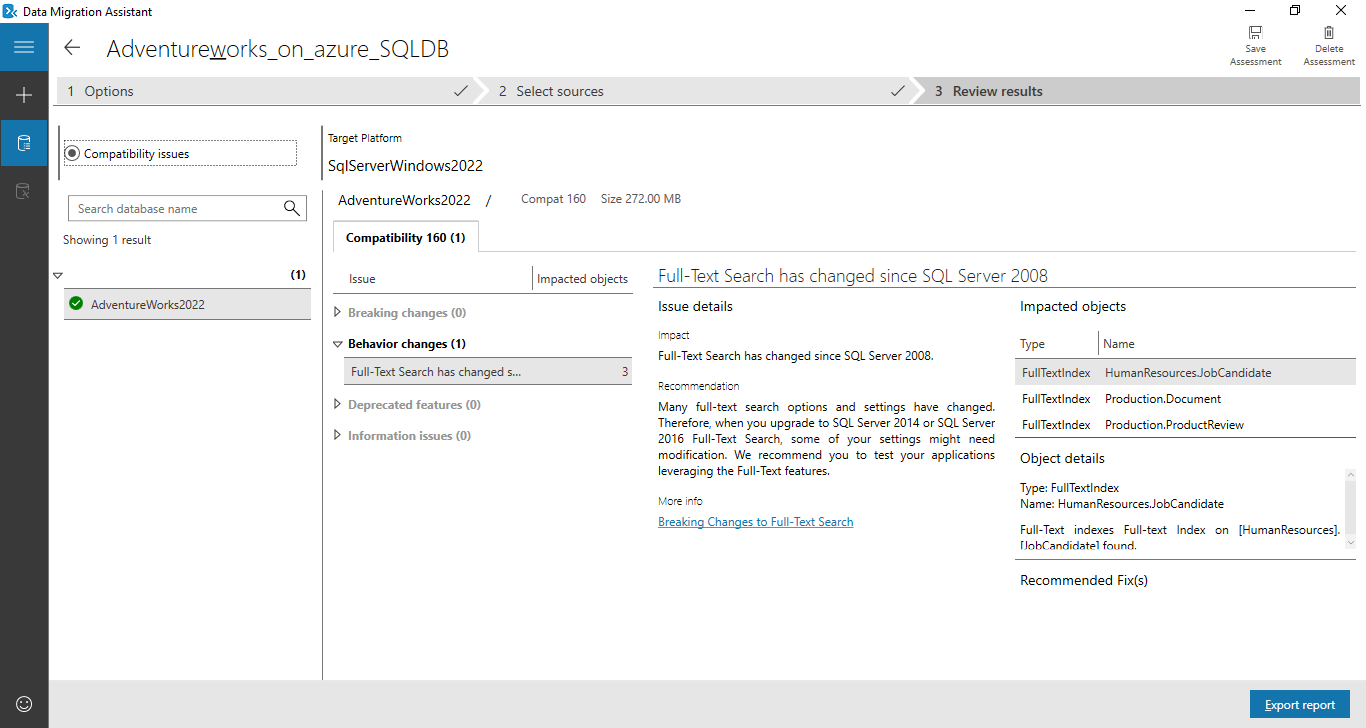 Data Migration Assistant
Adventureworks_on_azure_SQLDB
Save
Assessment
Delete
Assessment
1 Options
2 Select sources
3 Review results
Compatibility issues
Search database name
Showing 1 result
(1)
AdventureWorks2022
Target Platform
SqlServerWindows2022
AdventureWorks2022 / Compat 160 Size 272.00 MB
Compatibility 160 (1)
Issue Impacted objects
Breaking changes (0)
Behavior changes (1)
Full-Text Search has changed s... 3
Deprecated features (0)
Information issues (0)
Full-Text Search has changed since SQL Server 2008
Issue details
Impact
Full-Text Search has changed since SQL Server 2008.
Recommendation
Many full-text search options and settings have changed.
Therefore, when you upgrade to SQL Server 2014 or SQL Server
2016 Full-Text Search, some of your settings might need
modification. We recommend you to test your applications
leveraging the Full-Text features.
More info
Breaking Changes to Full-Text Search
Impacted objects
Type Name
FullTextIndex HumanResources.JobCandidate
FullTextIndex Production.Document
FullTextIndex Production.ProductReview
Object details
Type: FullTextIndex
Name: HumanResources.JobCandidate
Full-Text indexes Full-text Index on [HumanResources].
[JobCandidate] found.
Recommended Fix(s)
Export report